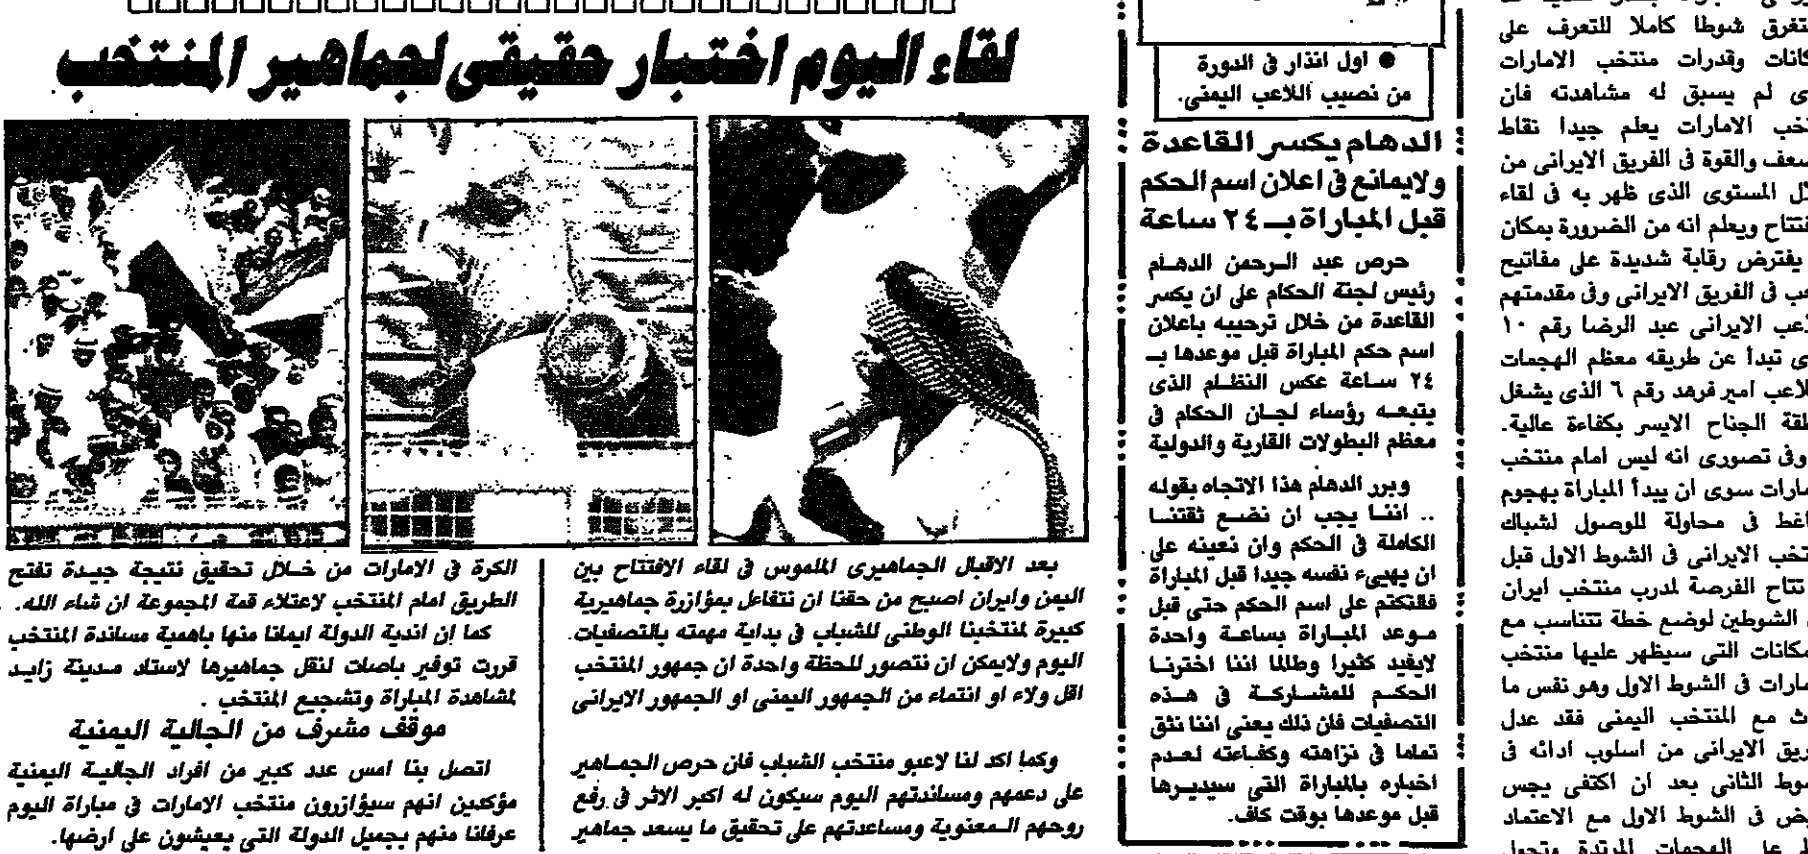 تغرق شوطا كاملا للتعرف على
كانات وقدرات منتخب الامارات
ى لم يسبق له مشاهدته فان
خب الامارات يعلم جيدا نقاط
سعف والقوة فى الفريق الايرانى من
ال المستوى الذى ظهر به فى لقاء
فتتاح ويعلم انه من الضرورة بمكان
يفترض رقابة شديدة على مفاتيح
عب فى الفريق الايرانى وفى مقدمتهم
لاعب الايرانى عبد الرضا رقم ١٠
ى تبدأ عن طريقه معظم الهجمات
للاعب امير فرهد رقم ٦ الذى يشغل
طقة الجناح الايسر بكفاءة عالية.
وفى تصورى انه ليس امام منتخب
مارات سوى ان يبدأ المباراة بهجوم
اغط فى محاولة للوصول لشباك
تخب الايرانى فى الشوط الاول قبل
تتاح الفرصة لمدرب منتخب ايران
الشوطين لوضع خطة تتناسب مع
مكانات التى سيظهر عليها منتخب
مارات فى الشوط الاول وهو نفس ما
ث مع المنتخب اليمنى فقد عدل
ريق الايرانى من اسلوب ادائه فى
سوط الثانى بعد ان اكتفى بجس
بض فى الشوط الاول مع الاعتماد
على الهجمات المرتدة وتحول
● اول انذار فى الدورة
من نصيب اللاعب اليمنى.
الدهام يكسر القاعدة
ولايمانع فى اعلان اسم الحكم
قبل المباراة بـ ٢٤ ساعة
حرص عبد الرحمن الدهام
رئيس لجنة الحكام على ان يكسر
القاعدة من خلال ترحيبه باعلان
اسم حكم المباراة قبل موعدها بـ
٢٤ ساعة عكس النظام الذى
يتبعه رؤساء لجان الحكام فى
معظم البطولات القارية والدولية
وبرر الدهام هذا الاتجاه بقوله
.. اننا يجب ان نضع ثقتنا
الكاملة فى الحكم وان نعينه على
ان يهيىء نفسه جيدا قبل المباراة
فالتكتم على اسم الحكم حتى قبل
موعد المباراة بساعة واحدة
لايفيد كثيرا وطالما اننا اخترنا
الحكم للمشاركة فى هذه
التصفيات فان ذلك يعنى اننا نثق
تماما فى نزاهته وكفاءته لعدم
اخباره بالمباراة التى سيديرها
قبل موعدها بوقت كاف.
لقاء اليوم اختبار حقيقى لجماهير المنتخب
بعد الاقبال الجماهيرى الملموس فى لقاء الافتتاح بين
اليمن وايران اصبح من حقنا ان نتفاعل بمؤازرة جماهيرية
كبيرة لمنتخبنا الوطنى للشباب فى بداية مهمته بالتصفيات
اليوم ولايمكن ان نتصور للحظة واحدة ان جمهور المنتخب
اقل ولاء او انتماء من الجمهور اليمنى او الجمهور الايرانى
وكما اكد لنا لاعبو منتخب الشباب فان حرص الجماهير
على دعمهم ومساندتهم اليوم سيكون له اكبر الاثر فى رفع
روحهم المعنوية ومساعدتهم على تحقيق ما يسعد جماهير
الكرة فى الامارات من خلال تحقيق نتيجة جيدة تفتح
الطريق امام المنتخب لاعتلاء قمة المجموعة ان شاء الله.
كما ان اندية الدولة ايمانا منها باهمية مساندة المنتخب
قررت توفير باصات لنقل جماهيرها لاستاد مدينة زايد
لمشاهدة المباراة وتشجيع المنتخب .
موقف مشرف من الجالية اليمنية
اتصل بنا امس عدد كبير من افراد الجالية اليمنية
مؤكدين انهم سيؤازرون منتخب الامارات فى مباراة اليوم
عرفانا منهم بجميل الدولة التى يعيشون على ارضها.